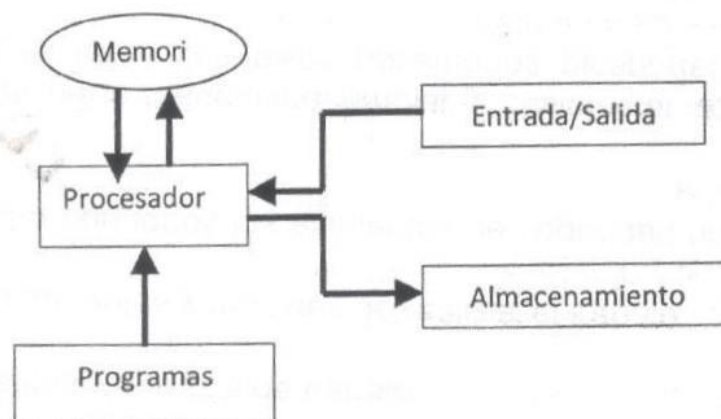 Memori
Entrada/Salida
Procesador
Almacenamiento
Programas